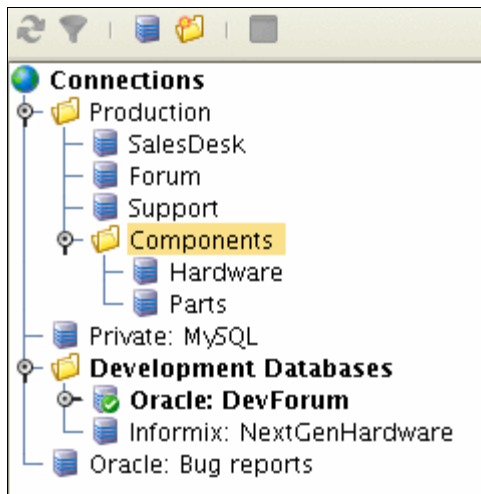 Connections
Production
SalesDesk
Forum
Support
Components
Hardware
Parts
Private: MySQL
Development Databases
Oracle: DevForum
Informix: NextGenHardware
Oracle: Bug reports